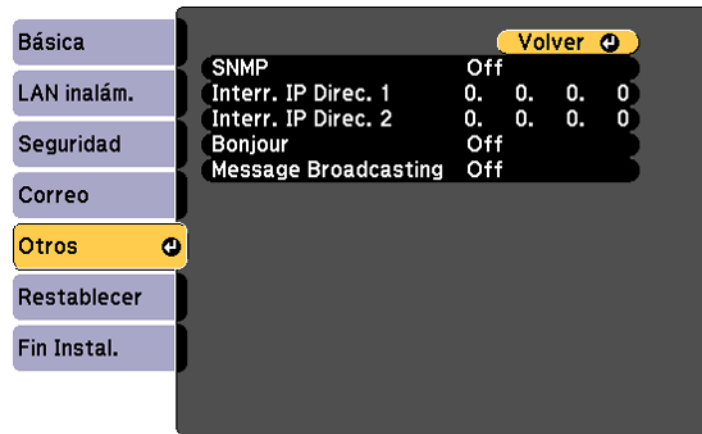 Básica
LAN inalám.
Seguridad
Correo
Otros
Restablecer
Fin Instal.
Volver
SNMP Off
Interr. IP Direc. 1 0. 0. 0. 0
Interr. IP Direc. 2 0. 0. 0. 0
Bonjour Off
Message Broadcasting Off